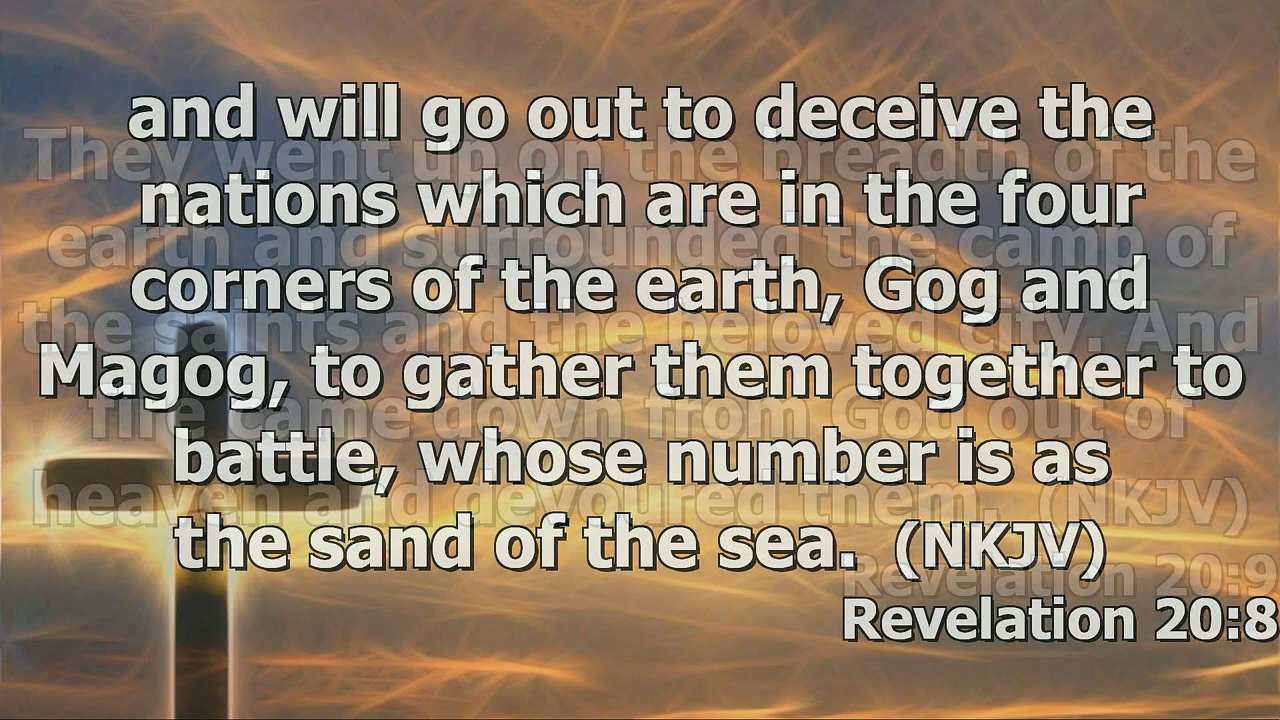 and will go out to deceive the
nations which are in the four
corners of the earth, Gog and
Magog, to gather them together to
battle, whose number is as
the sand of the sea. (NKJV)
Revelation 20:8
They went up on the breadth of the
earth and surrounded the camp of
the saints and the beloved city. And
fire came down from God out of
heaven and devoured them. (NKJV)
Revelation 20:9